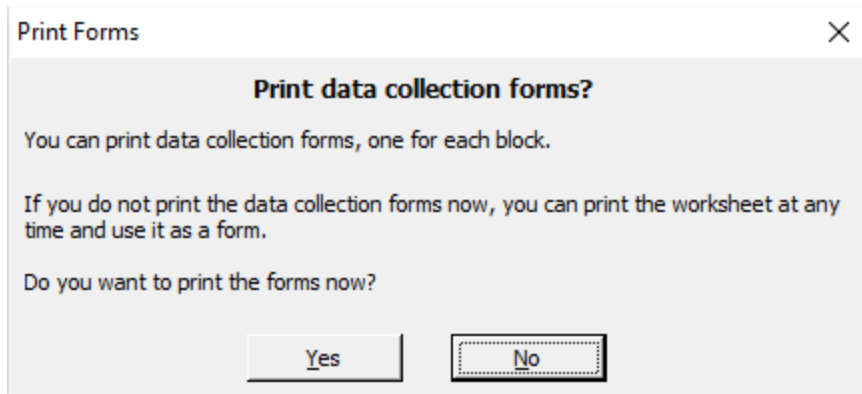 Print Forms
Print data collection forms?
You can print data collection forms, one for each block.
If you do not print the data collection forms now, you can print the worksheet at any
time and use it as a form.
Do you want to print the forms now?
Yes
No